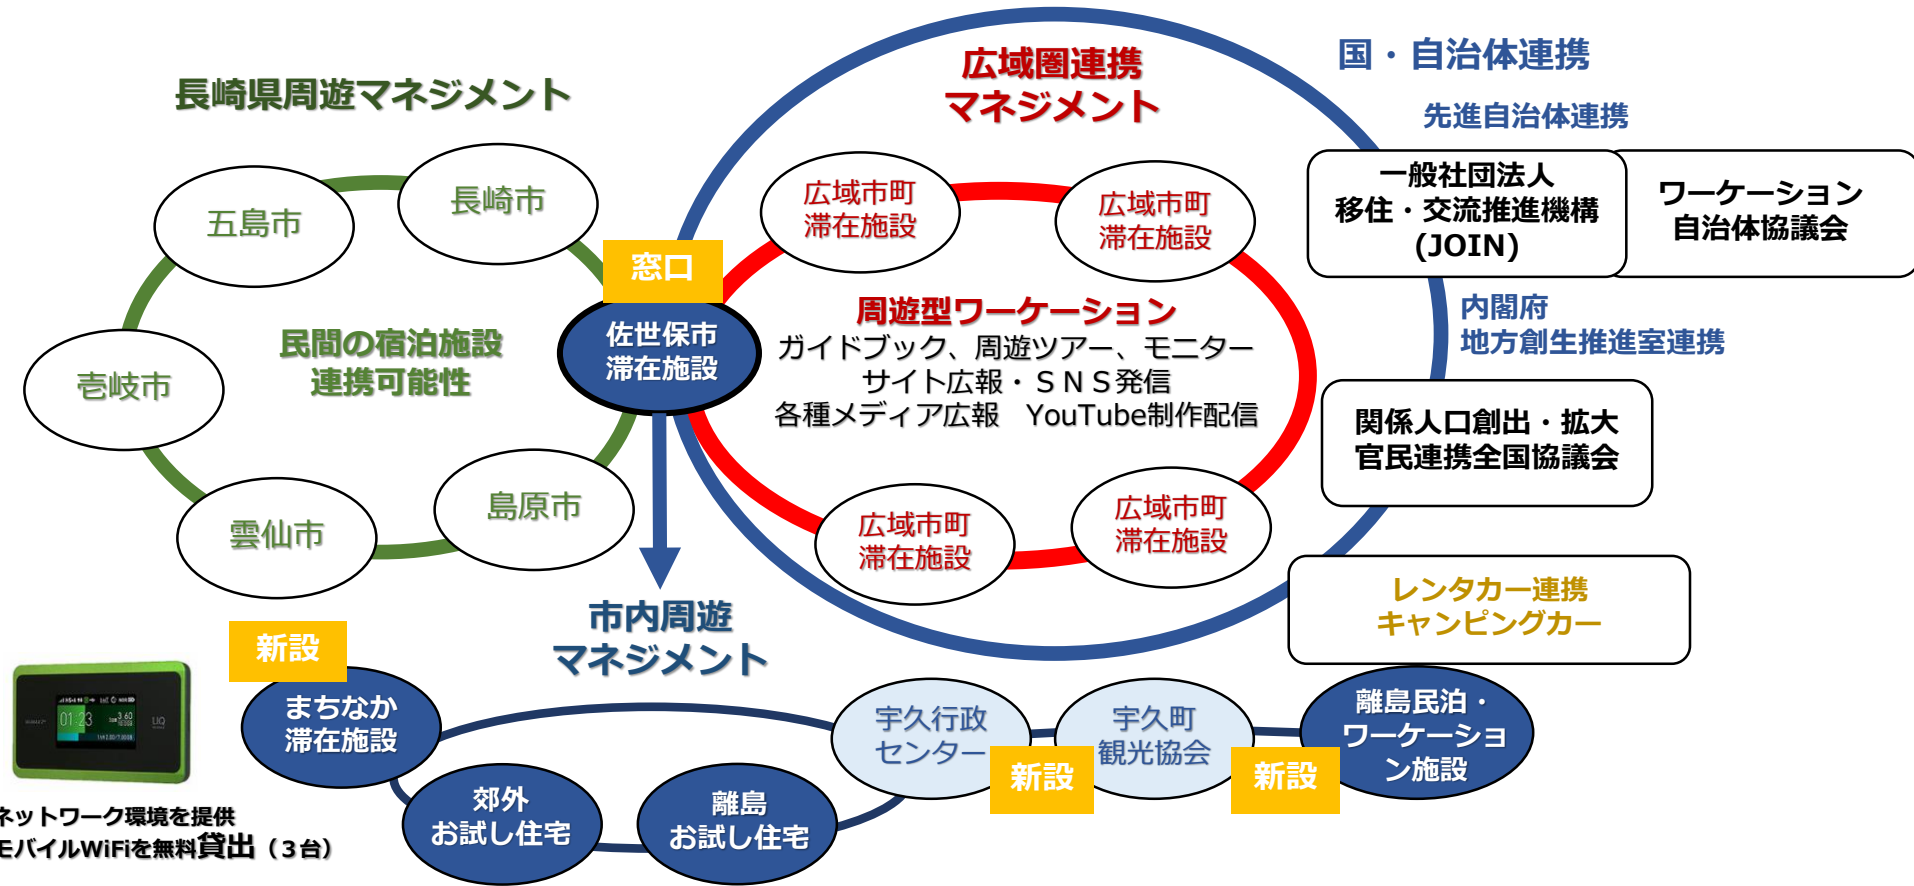 長崎県周遊マネジメント
五島市
長崎市
壱岐市
民間の宿泊施設
連携可能性
雲仙市
島原市
窓口
佐世保市
滞在施設
広域圏連携
マネジメント
広域市町
滞在施設
広域市町
滞在施設
周遊型ワーケーション
ガイドブック、周遊ツアー、モニター
サイト広報・ＳＮＳ発信
各種メディア広報　YouTube制作配信
広域市町
滞在施設
広域市町
滞在施設
国・自治体連携
先進自治体連携
一般社団法人
移住・交流推進機構
(JOIN)
ワーケーション
自治体協議会
内閣府
地方創生推進室連携
関係人口創出・拡大
官民連携全国協議会
レンタカー連携
キャンピングカー
市内周遊
マネジメント
新設
まちなか
滞在施設
郊外
お試し住宅
離島
お試し住宅
宇久行政
センター
新設
宇久町
観光協会
新設
離島民泊・
ワーケーショ
ン施設
01:23
3.60
UQ
ネットワーク環境を提供
モバイルWiFiを無料貸出（３台）